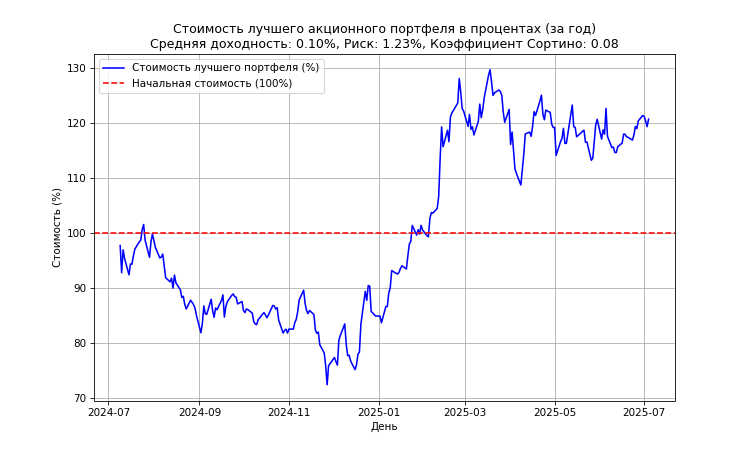 Стоимость лучшего акционного портфеля в процентах (за год)
Средняя доходность: 0.10%, Риск: 1.23%, Коэффициент Сортино: 0.08
Стоимость лучшего портфеля (%)
Начальная стоимость (100%)
Стоимость (%)
130
120
110
100
90
80
70
2024-07
2024-09
2024-11
2025-01
2025-03
2025-05
2025-07
День